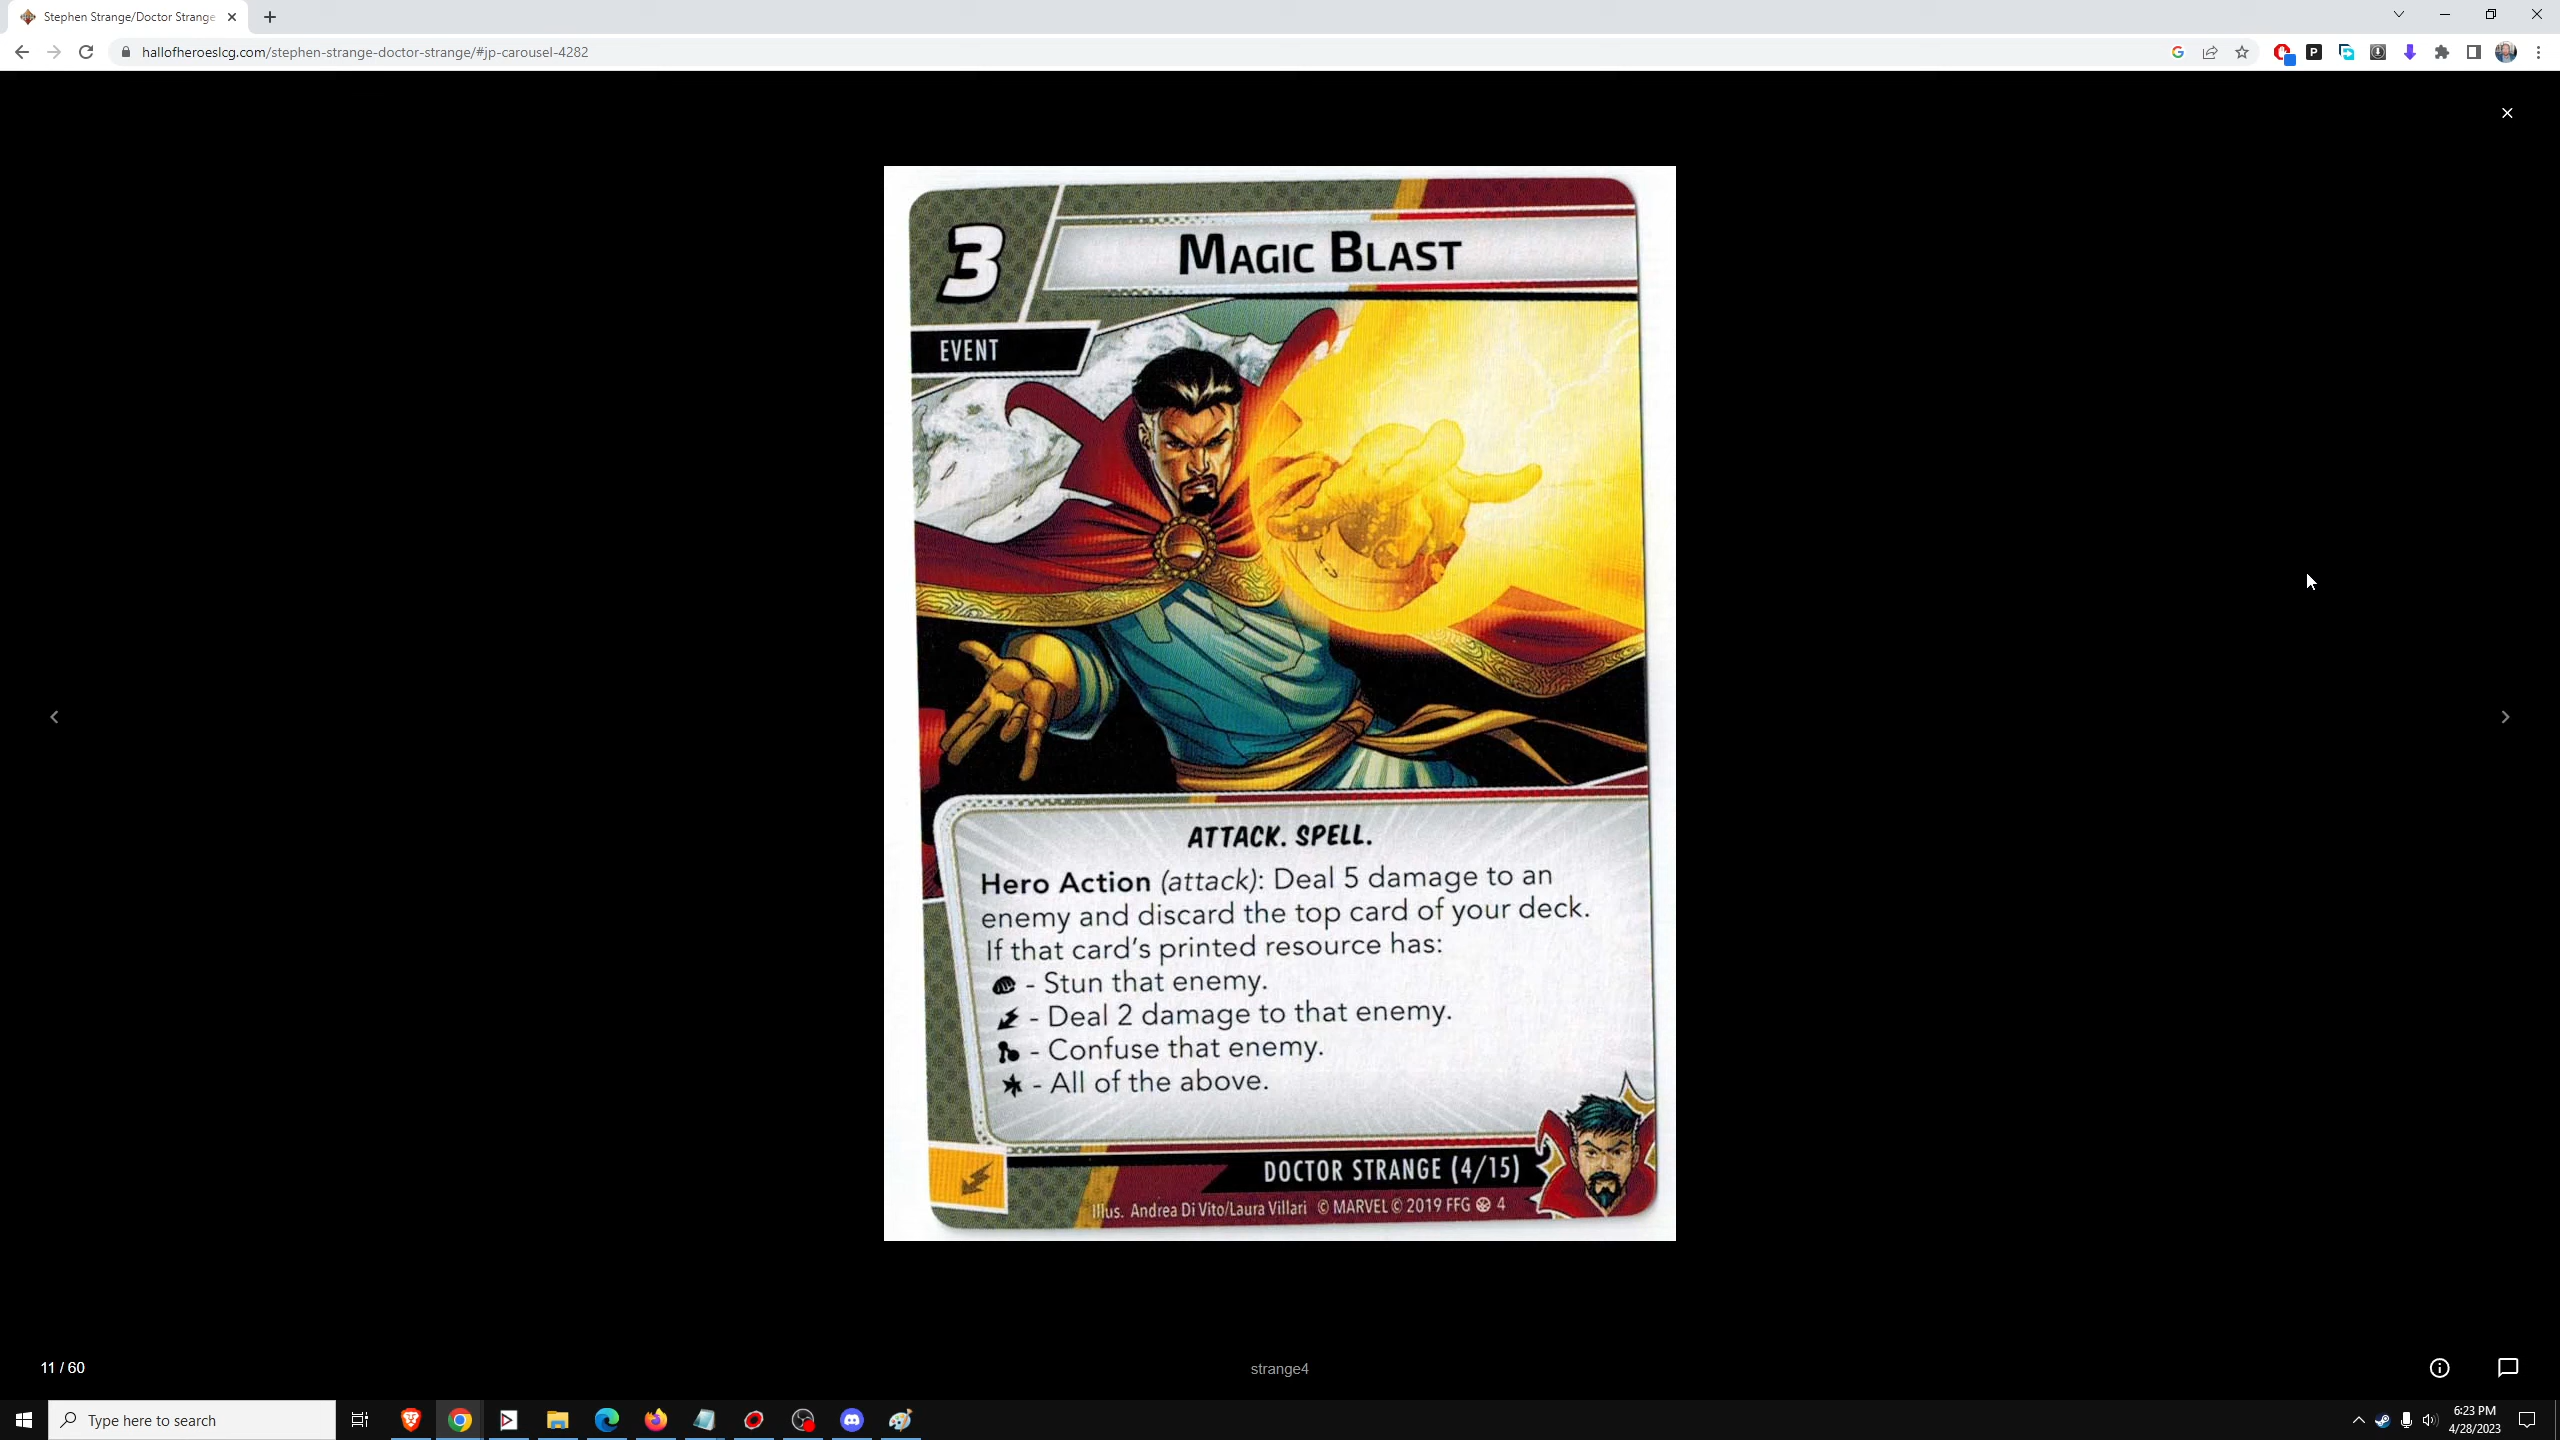 Stephen Strange/Doctor Strange
hallofheroeslcg.com/stephen-strange-doctor-strange/#jp-carousel-4282
3
MAGIC BLAST
EVENT
ATTACK. SPELL.
Hero Action (attack): Deal 5 damage to an
enemy and discard the top card of your deck.
If that card's printed resource has:
- Stun that enemy.
- Deal 2 damage to that enemy.
- Confuse that enemy.
- All of the above.
DOCTOR STRANGE (4/15)
Illus. Andrea Di Vito/Laura Villari © MARVEL © 2019 FFG 4
11 / 60
strange4
Type here to search
6:23 PM
4/28/2023